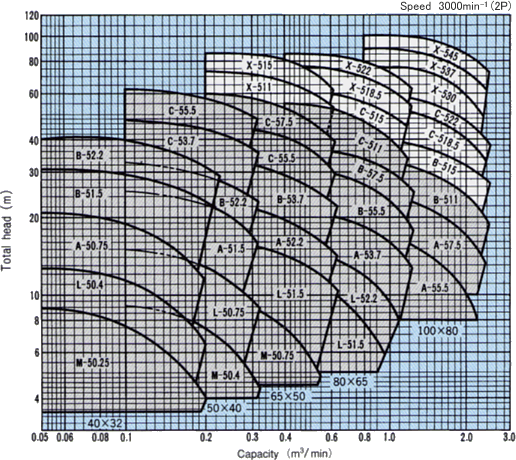 Speed 3000min⁻¹ (2P)
120
100
80
60
40
30
20
10
8
6
4
Total head (m)
X-545
X-537
X-530
C-522
C-518.5
B-515
B-511
A-57.5
A-55.5
100×80
X-522
X-518.5
C-515
C-511
B-57.5
B-55.5
A-53.7
L-52.2
L-51.5
80×65
X-515
X-511
C-57.5
C-55.5
B-53.7
A-52.2
L-51.5
M-50.75
65×50
C-55.5
C-53.7
B-52.2
A-51.5
L-50.75
M-50.4
50×40
B-52.2
B-51.5
A-50.75
L-50.4
M-50.25
40×32
0.05 0.06 0.08 0.1 0.2 0.3 0.4 0.6 0.8 1.0 2.0 3.0
Capacity (m³/min)